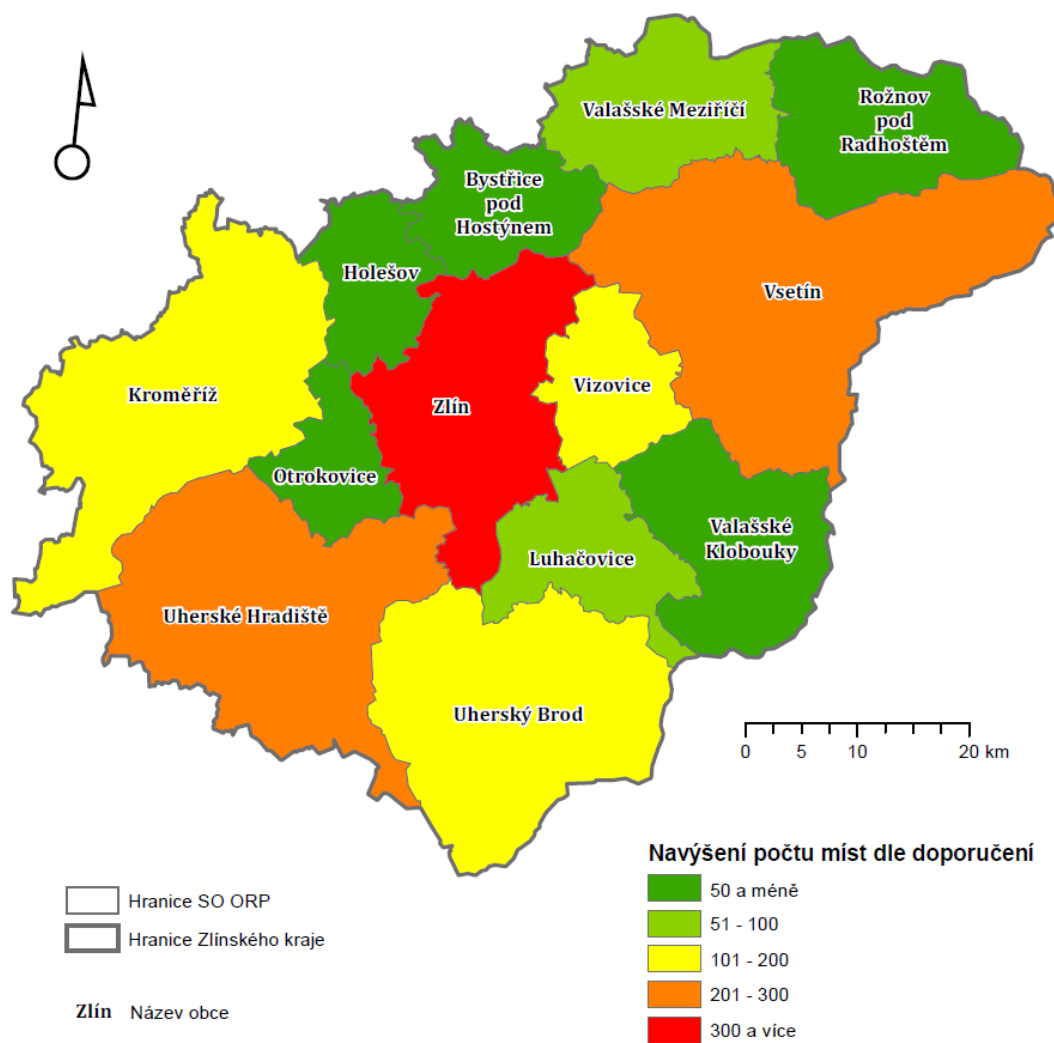 Valašské Meziříčí
Rožnov
pod
Radhoštěm
Bystřice
pod
Hostýnem
Holešov
Vsetín
Kroměříž
Zlín
Vizovice
Otrokovice
Valašské
Klobouky
Luhačovice
Uherské Hradiště
Uherský Brod
0 5 10 20 km
Navýšení počtu míst dle doporučení
50 a méně
51 - 100
101 - 200
201 - 300
300 a více
Hranice SO ORP
Hranice Zlínského kraje
Zlín Název obce